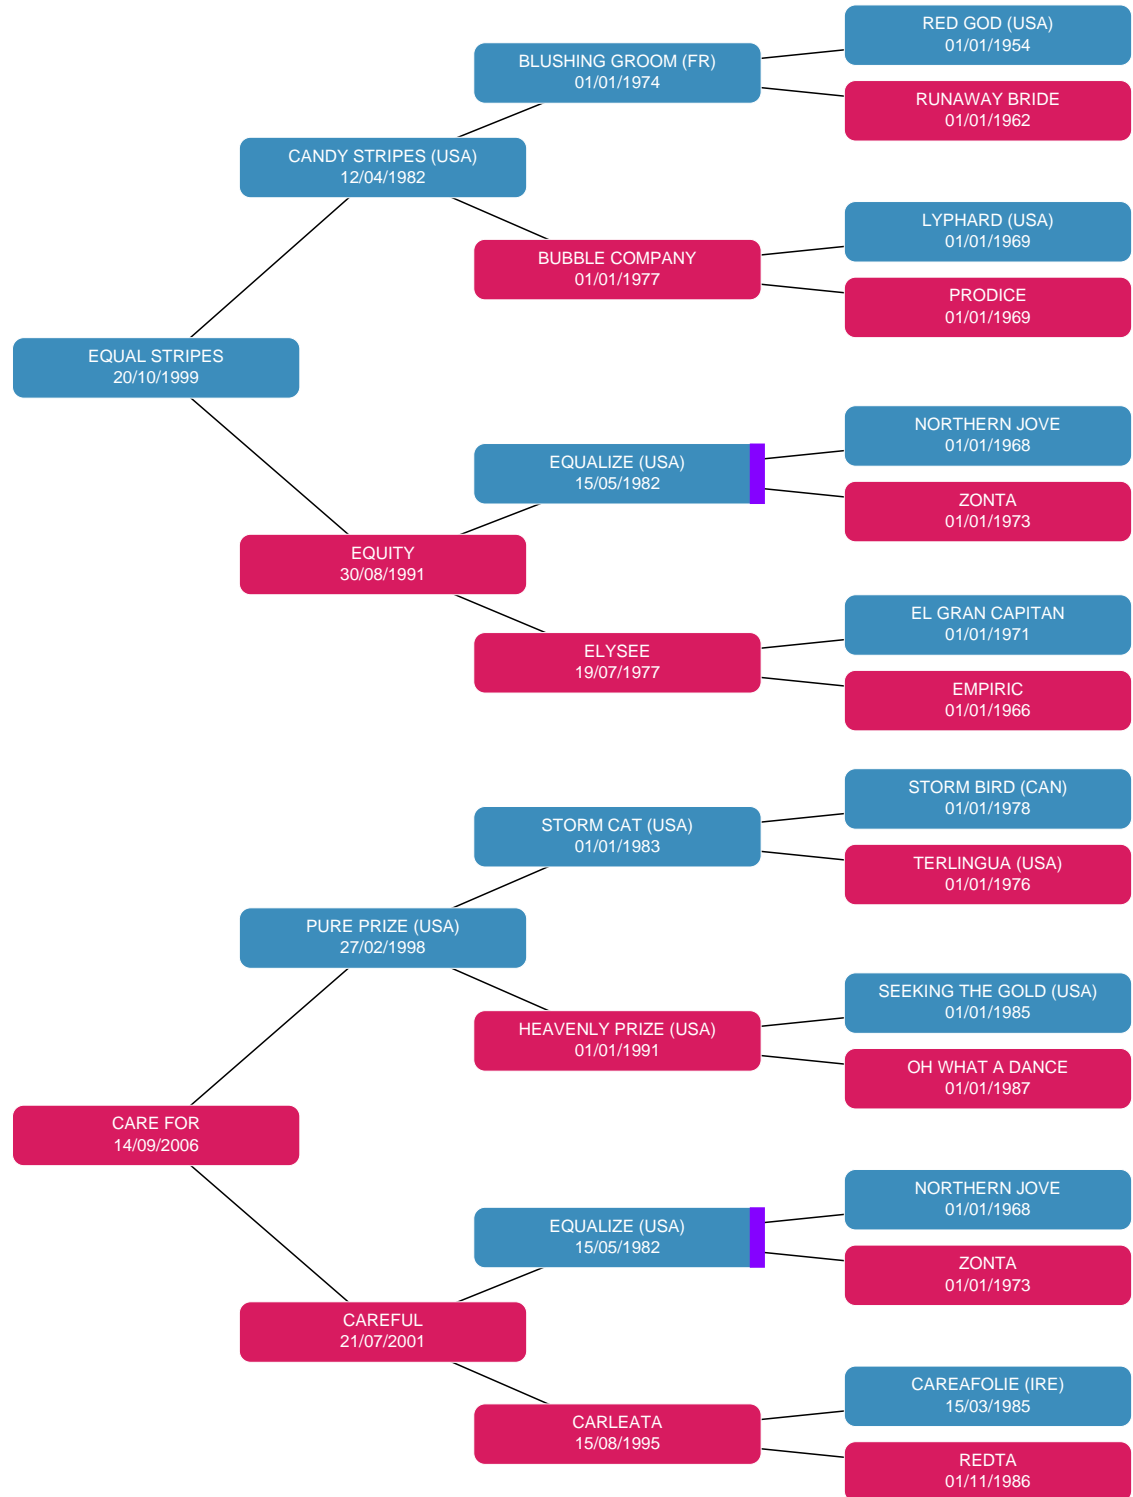 RED GOD (USA)
01/01/1954
BLUSHING GROOM (FR)
01/01/1974
RUNAWAY BRIDE
01/01/1962
CANDY STRIPES (USA)
12/04/1982
LYPHARD (USA)
01/01/1969
BUBBLE COMPANY
01/01/1977
PRODICE
01/01/1969
EQUAL STRIPES
20/10/1999
NORTHERN JOVE
01/01/1968
EQUALIZE (USA)
15/05/1982
ZONTA
01/01/1973
EQUITY
30/08/1991
EL GRAN CAPITAN
01/01/1971
ELYSEE
19/07/1977
EMPIRIC
01/01/1966
STORM BIRD (CAN)
01/01/1978
STORM CAT (USA)
01/01/1983
TERLINGUA (USA)
01/01/1976
PURE PRIZE (USA)
27/02/1998
SEEKING THE GOLD (USA)
01/01/1985
HEAVENLY PRIZE (USA)
01/01/1991
OH WHAT A DANCE
01/01/1987
CARE FOR
14/09/2006
NORTHERN JOVE
01/01/1968
EQUALIZE (USA)
15/05/1982
ZONTA
01/01/1973
CAREFUL
21/07/2001
CAREAFOLIE (IRE)
15/03/1985
CARLEATA
15/08/1995
REDTA
01/11/1986